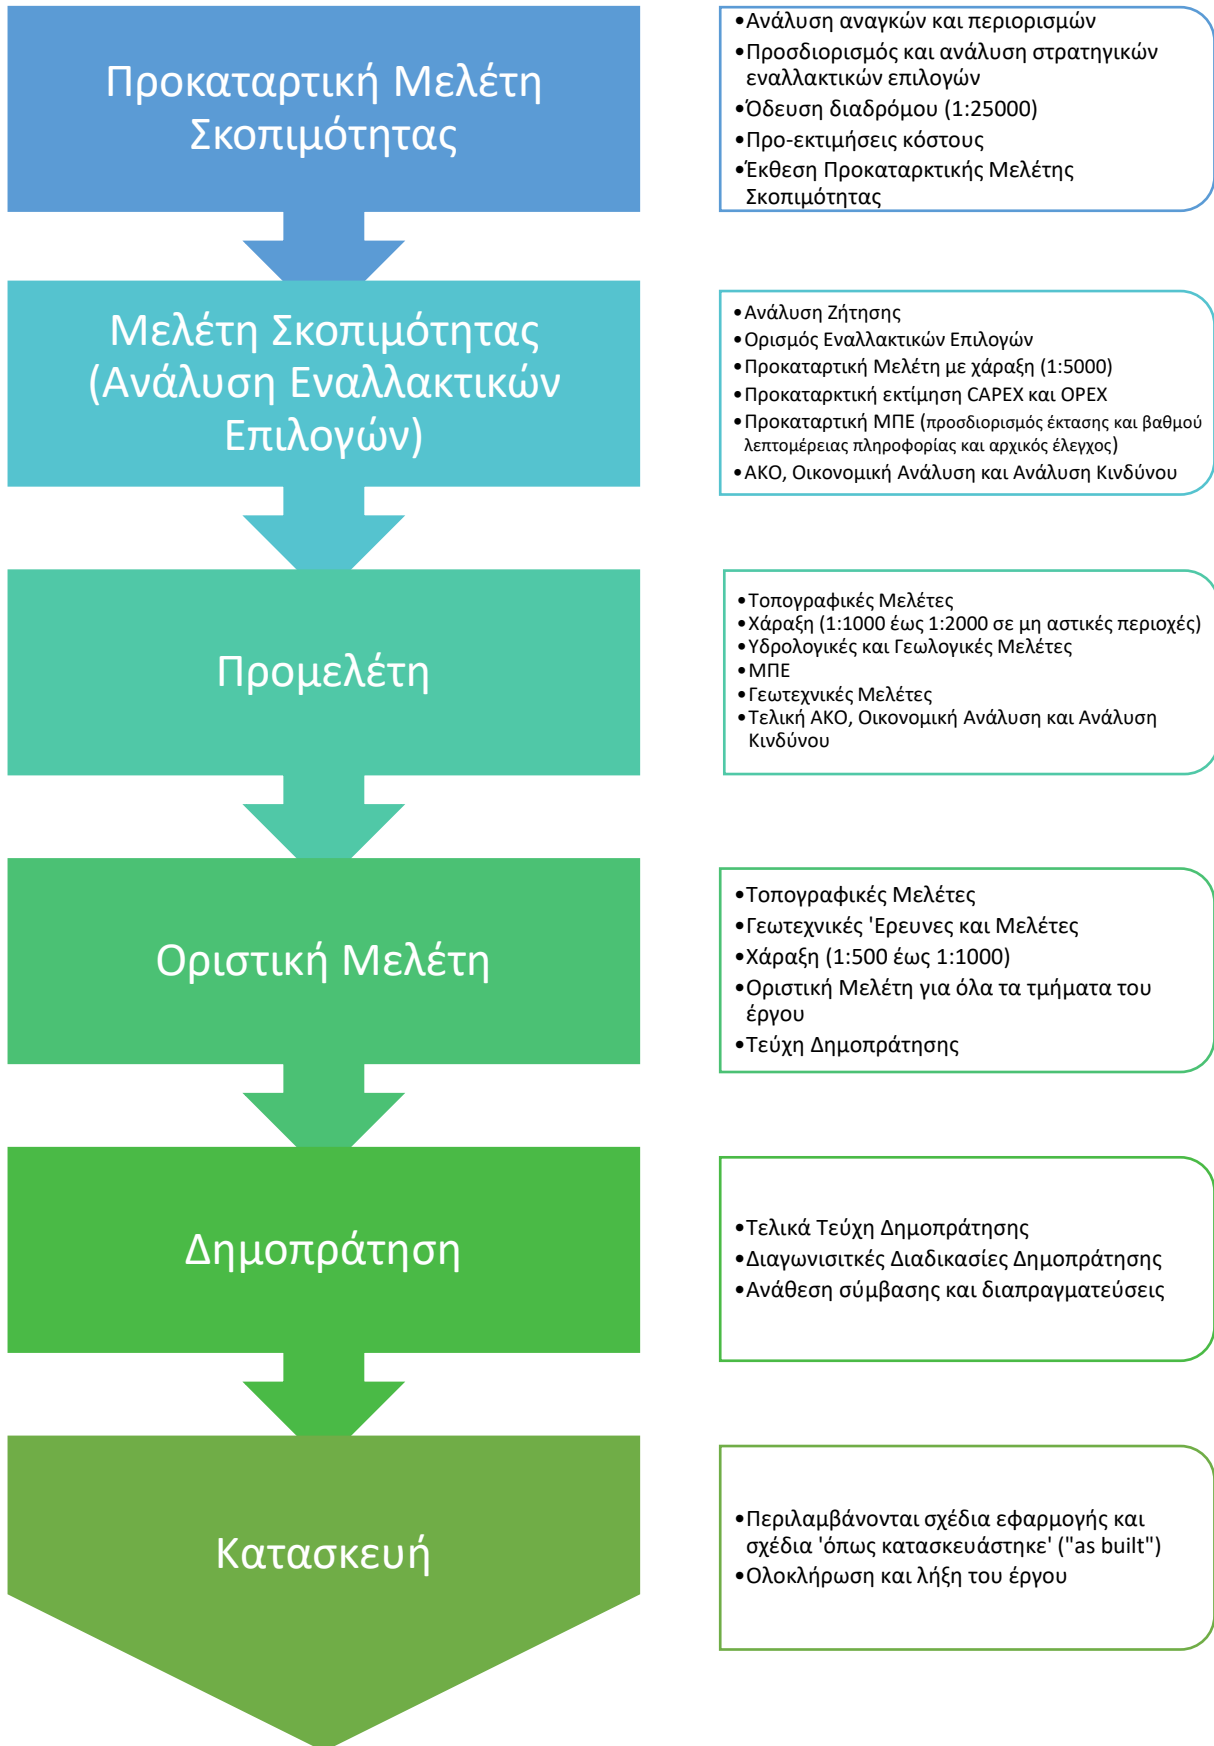 Προκαταρτική Μελέτη
Σκοπιμότητας
•Ανάλυση αναγκών και περιορισμών
•Προσδιορισμός και ανάλυση στρατηγικών
εναλλακτικών επιλογών
•Όδευση διαδρόμου (1:25000)
•Προ-εκτιμήσεις κόστους
•Έκθεση Προκαταρκτικής Μελέτης
Σκοπιμότητας
Μελέτη Σκοπιμότητας
(Ανάλυση Εναλλακτικών
Επιλογών)
•Ανάλυση Ζήτησης
•Ορισμός Εναλλακτικών Επιλογών
•Προκαταρτική Μελέτη με χάραξη (1:5000)
•Προκαταρκτική εκτίμηση CAPEX και OPEX
•Προκαταρτική ΜΠΕ (προσδιορισμός έκτασης και βαθμού
λεπτομέρειας πληροφορίας και αρχικός έλεγχος)
•ΑΚΟ, Οικονομική Ανάλυση και Ανάλυση Κινδύνου
Προμελέτη
•Τοπογραφικές Μελέτες
•Χάραξη (1:1000 έως 1:2000 σε μη αστικές περιοχές)
•Υδρολογικές και Γεωλογικές Μελέτες
•ΜΠΕ
•Γεωτεχνικές Μελέτες
•Τελική ΑΚΟ, Οικονομική Ανάλυση και Ανάλυση
Κινδύνου
Οριστική Μελέτη
•Τοπογραφικές Μελέτες
•Γεωτεχνικές 'Ερευνες και Μελέτες
•Χάραξη (1:500 έως 1:1000)
•Οριστική Μελέτη για όλα τα τμήματα του
έργου
•Τεύχη Δημοπράτησης
Δημοπράτηση
•Τελικά Τεύχη Δημοπράτησης
•Διαγωνισιτκές Διαδικασίες Δημοπράτησης
•Ανάθεση σύμβασης και διαπραγματεύσεις
Κατασκευή
•Περιλαμβάνονται σχέδια εφαρμογής και
σχέδια 'όπως κατασκευάστηκε' ("as built")
•Ολοκλήρωση και λήξη του έργου